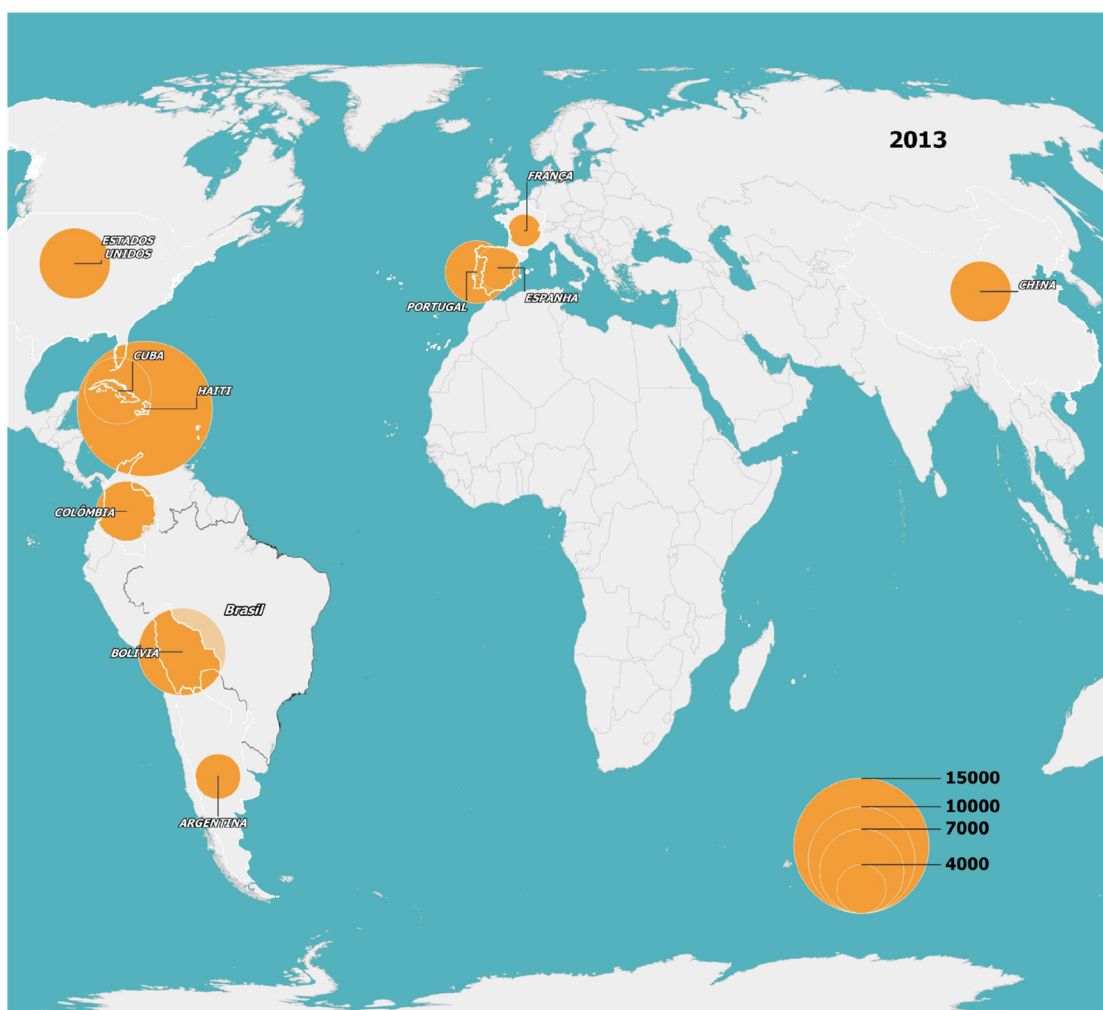 2013
FRANÇA
ESTADOS
UNIDOS
PORTUGAL
ESPANHA
CHINA
CUBA
HAITI
COLÔMBIA
Brasil
BOLÍVIA
ARGENTINA
15000
10000
7000
4000